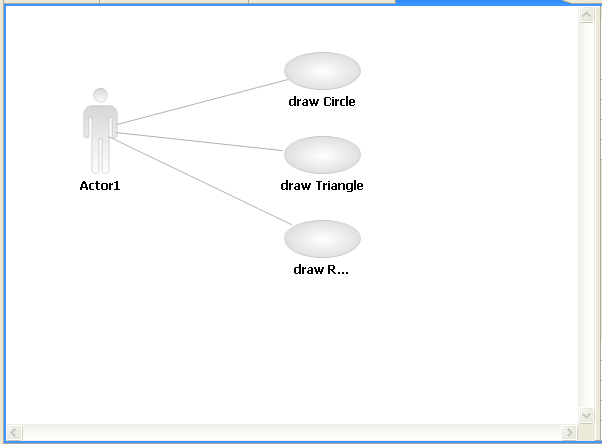 draw Circle
draw Triangle
Actor1
draw R...